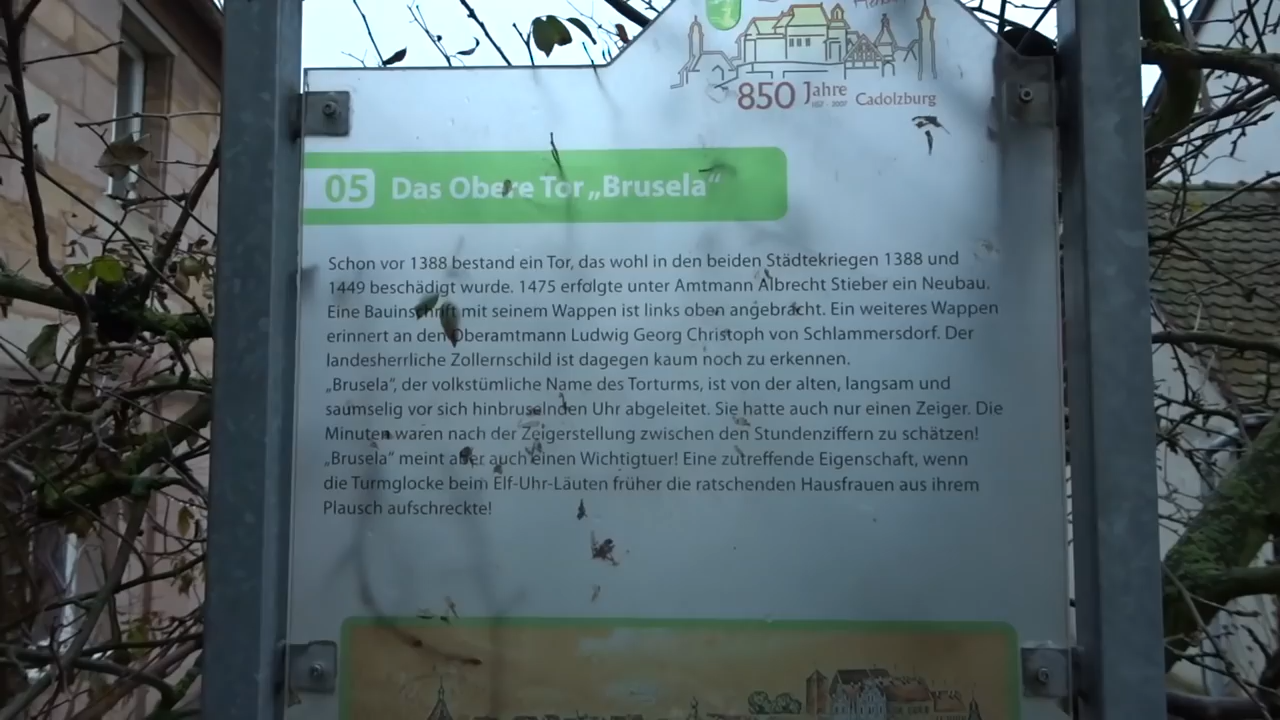 850 Jahre Cadolzburg
05 Das Obere Tor „Brusela“
Schon vor 1388 bestand ein Tor, das wohl in den beiden Städtekriegen 1388 und
1449 beschädigt wurde. 1475 erfolgte unter Amtmann Albrecht Stieber ein Neubau.
Eine Bauinschrift mit seinem Wappen ist links oben angebracht. Ein weiteres Wappen
erinnert an den Oberamtmann Ludwig Georg Christoph von Schlammersdorf. Der
landesherrliche Zollernschild ist dagegen kaum noch zu erkennen.
„Brusela“, der volkstümliche Name des Torturms, ist von der alten, langsam und
saumselig vor sich hinbruselnden Uhr abgeleitet. Sie hatte auch nur einen Zeiger. Die
Minuten waren nach der Zeigerstellung zwischen den Stundenziffern zu schätzen!
„Brusela“ meint aber auch einen Wichtigtuer! Eine zutreffende Eigenschaft, wenn
die Turmglocke beim Elf-Uhr-Läuten früher die ratschenden Hausfrauen aus ihrem
Plausch aufschreckte!